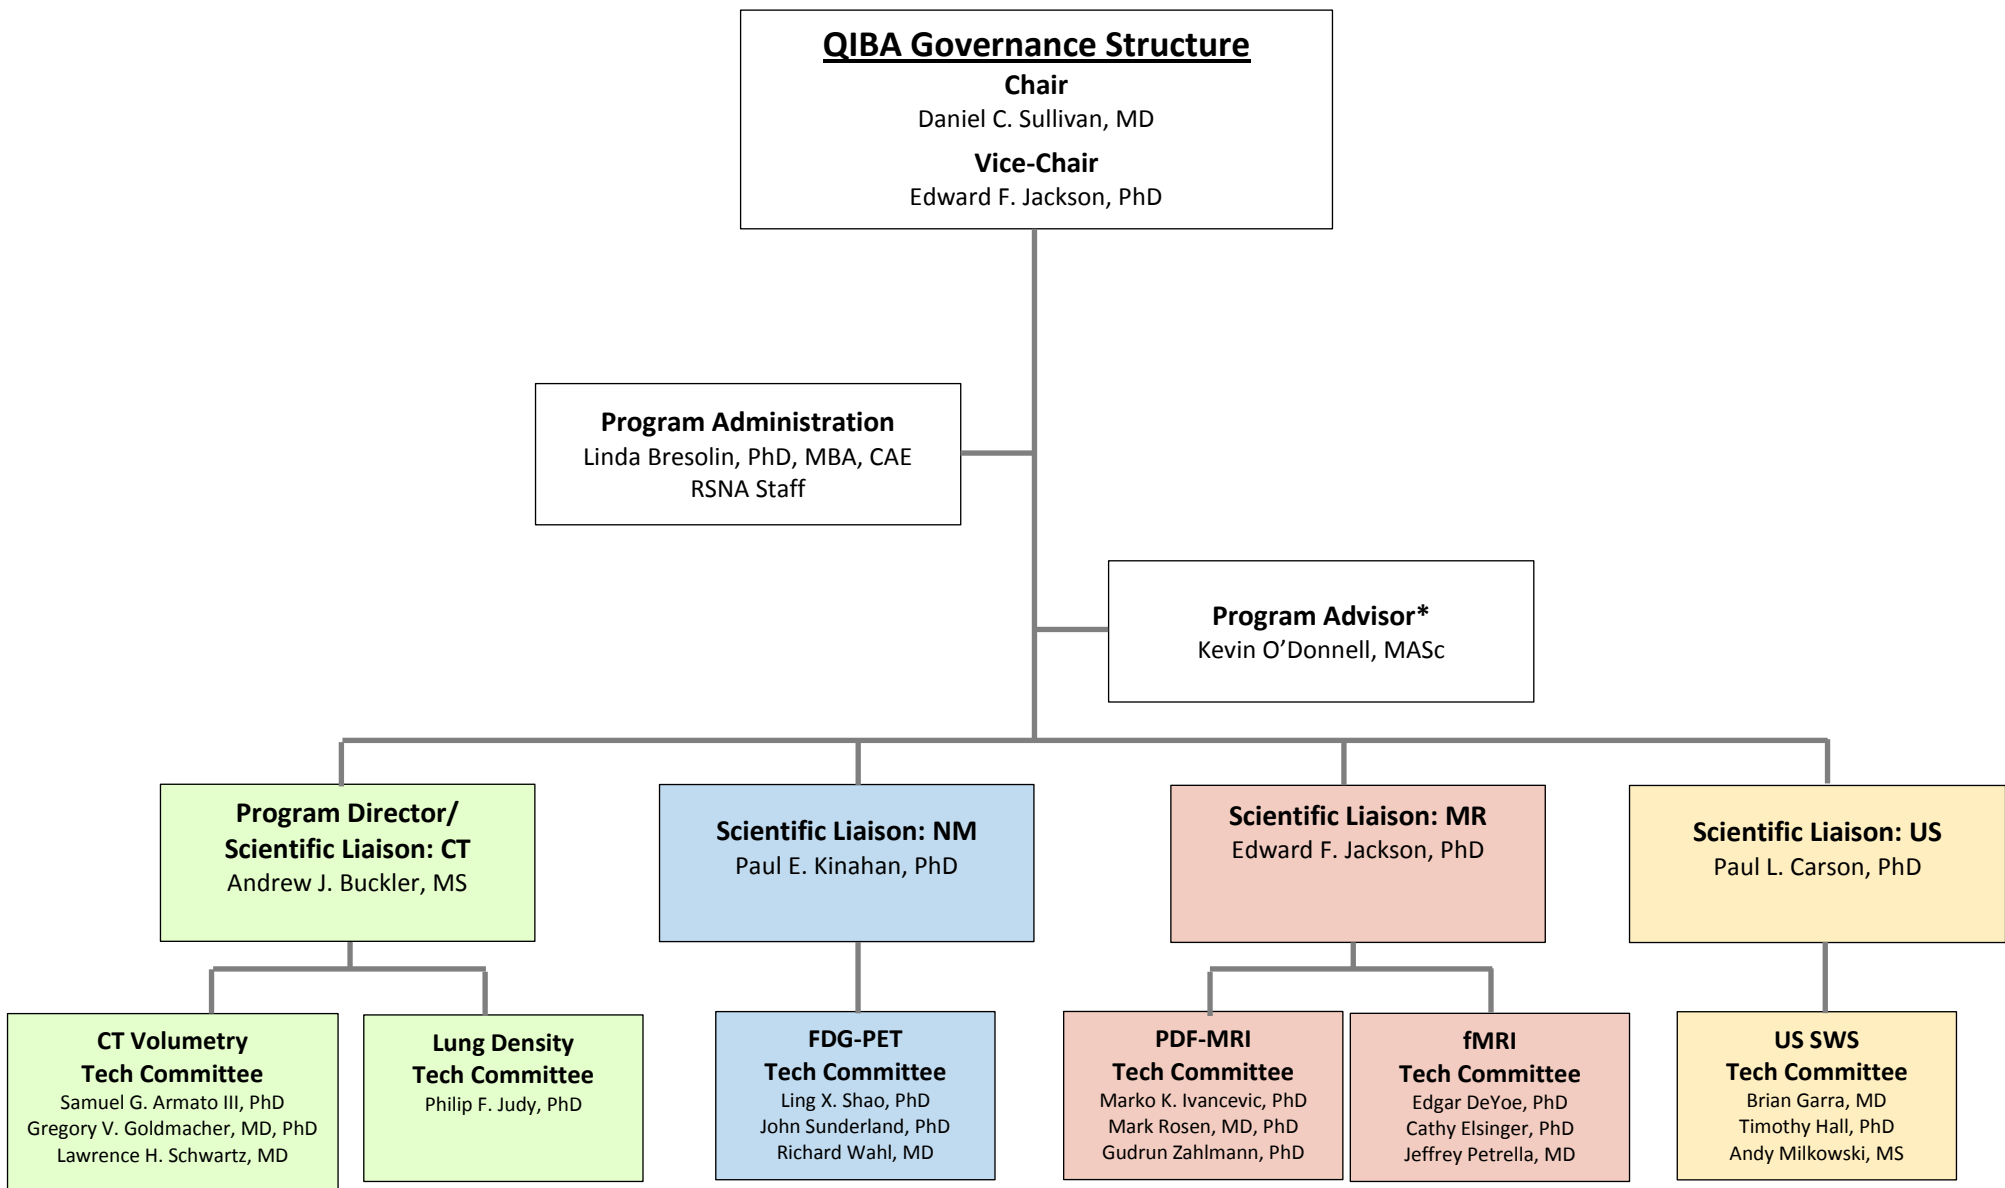 QIBA Governance Structure
Chair
Daniel C. Sullivan, MD
Vice-Chair
Edward F. Jackson, PhD
Program Administration
Linda Bresolin, PhD, MBA, CAE
RSNA Staff
Program Advisor*
Kevin O’Donnell, MASc
Program Director/
Scientific Liaison: CT
Andrew J. Buckler, MS
Scientific Liaison: NM
Paul E. Kinahan, PhD
Scientific Liaison: MR
Edward F. Jackson, PhD
Scientific Liaison: US
Paul L. Carson, PhD
CT Volumetry
Tech Committee
Samuel G. Armato III, PhD
Gregory V. Goldmacher, MD, PhD
Lawrence H. Schwartz, MD
Lung Density
Tech Committee
Philip F. Judy, PhD
FDG-PET
Tech Committee
Ling X. Shao, PhD
John Sunderland, PhD
Richard Wahl, MD
PDF-MRI
Tech Committee
Marko K. Ivancevic, PhD
Mark Rosen, MD, PhD
Gudrun Zahlmann, PhD
fMRI
Tech Committee
Edgar DeYoe, PhD
Cathy Elsinger, PhD
Jeffrey Petrella, MD
US SWS
Tech Committee
Brian Garra, MD
Timothy Hall, PhD
Andy Milkowski, MS